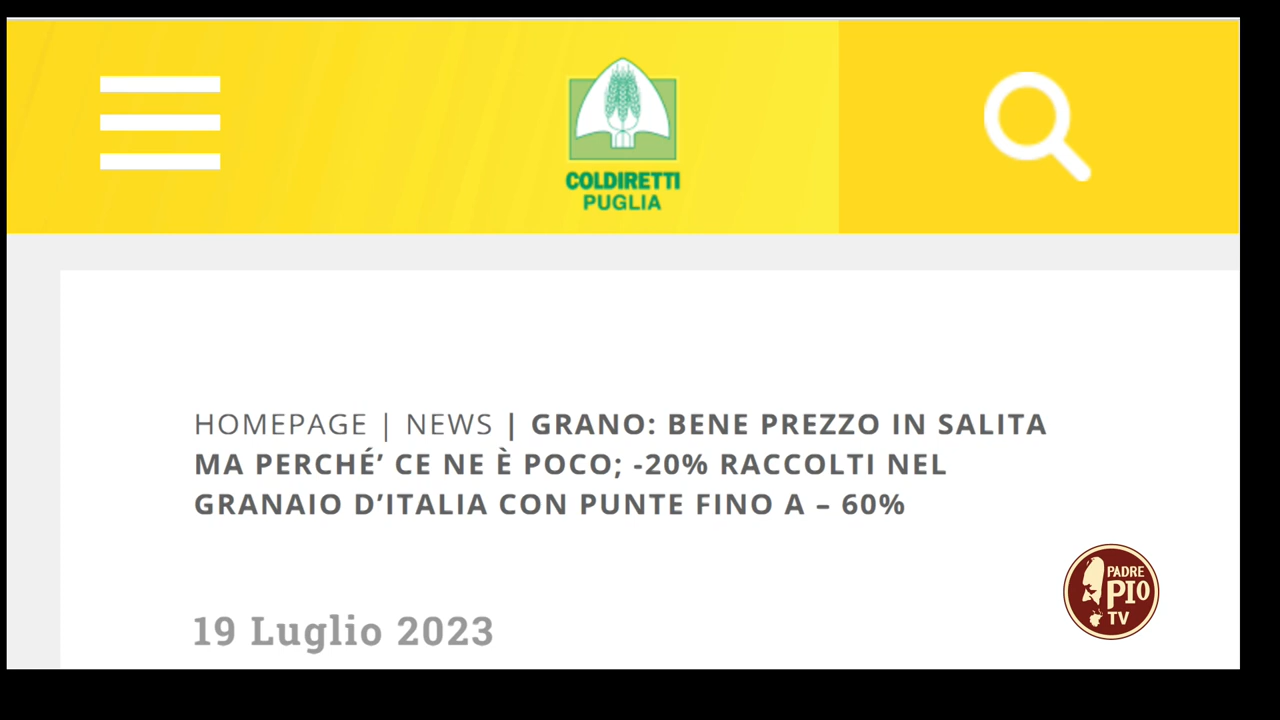 COLDIRETTI
PUGLIA
HOMEPAGE | NEWS | GRANO: BENE PREZZO IN SALITA
MA PERCHÉ’ CE NE È POCO; -20% RACCOLTI NEL
GRANAIO D’ITALIA CON PUNTE FINO A – 60%
19 Luglio 2023
PADRE
PIO
TV